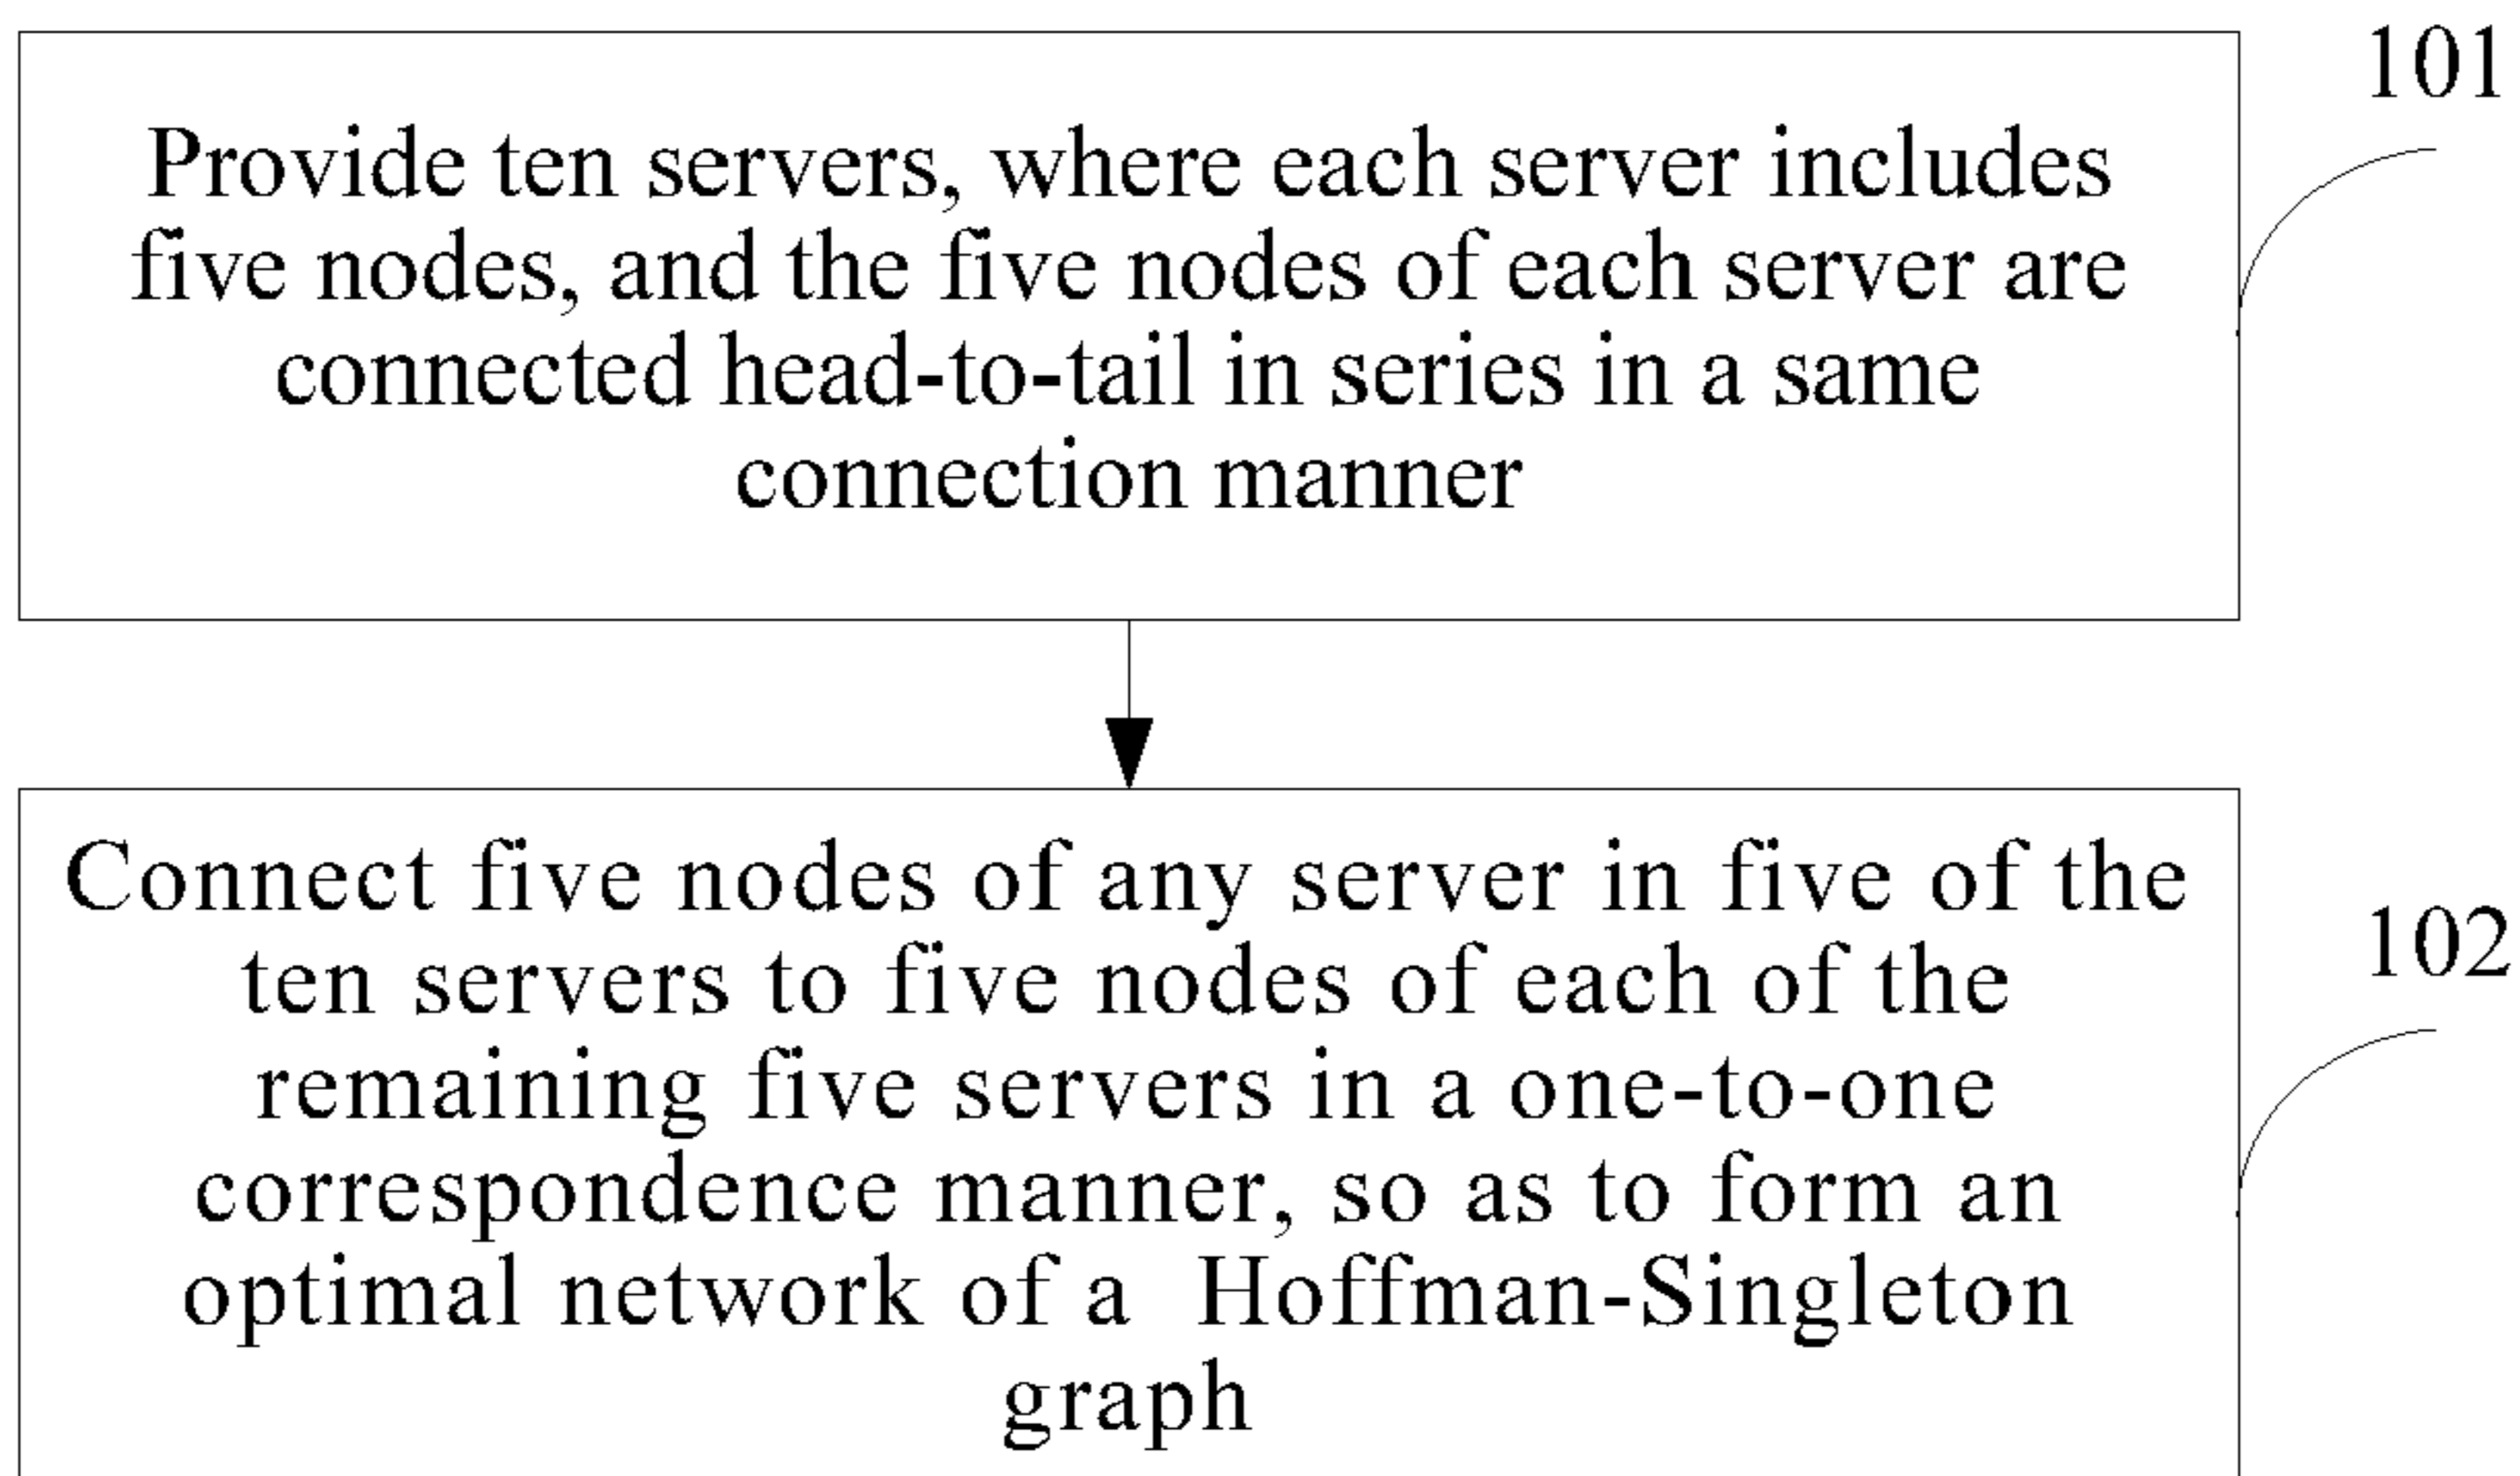 101
Provide ten servers, where each server includes
five nodes, and the five nodes of each server are
connected head-to-tail in series in a same
connection manner
Connect five nodes of any server in five of the
ten servers to five nodes of each of the
remaining five servers in a one-to-one
correspondence manner, so as to form an
optimal network of a Hoffman-Singleton
graph
102